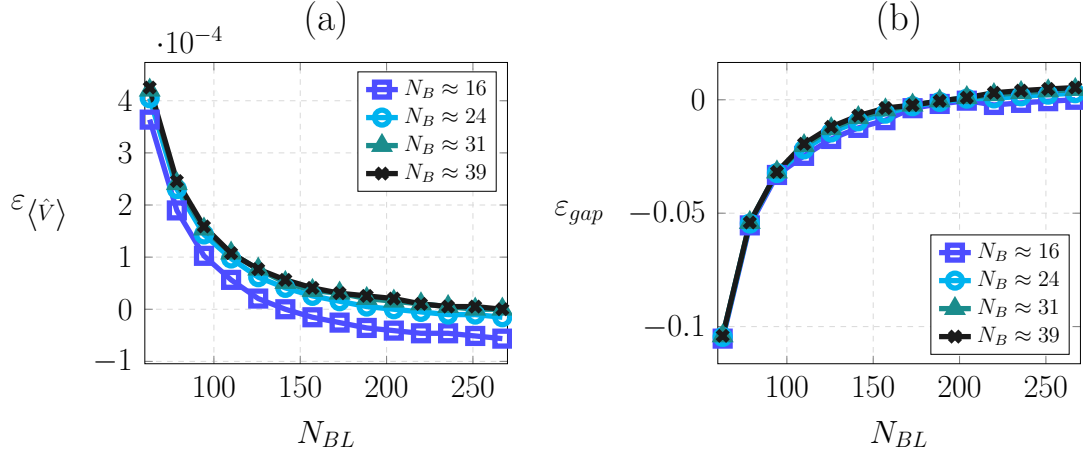 (a)
·10⁻⁴
4
3
2
1
0
−1
ε⟨V̂⟩
N_B ≈ 16
N_B ≈ 24
N_B ≈ 31
N_B ≈ 39
100 150 200 250
N_BL
(b)
0
−0.05
−0.1
ε_gap
N_B ≈ 16
N_B ≈ 24
N_B ≈ 31
N_B ≈ 39
100 150 200 250
N_BL